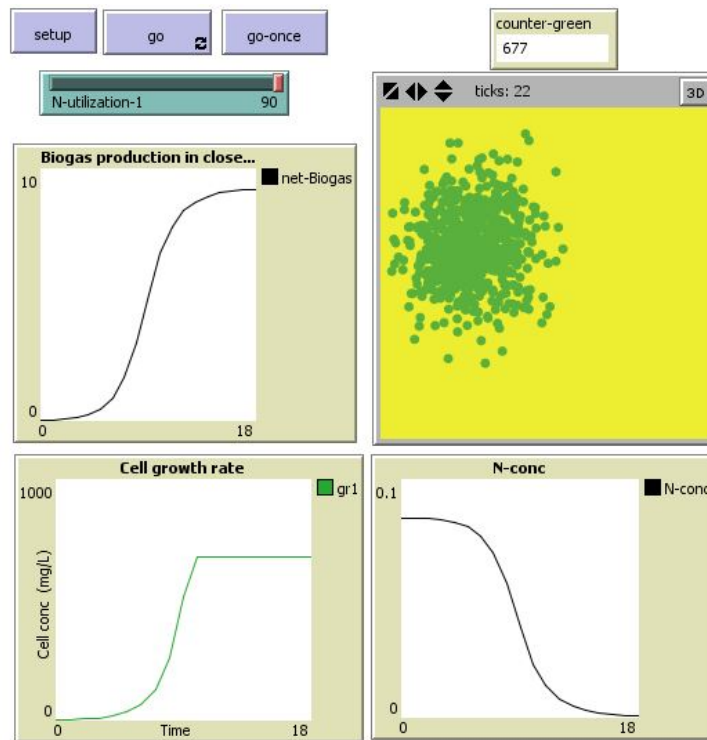 setup
go
go-once
counter-green
677
N-utilization-1
90
ticks: 22
3D
Biogas production in close...
10
0
0
18
net-Biogas
Cell growth rate
1000
0
Cell conc (mg/L)
0
Time
18
gr1
N-conc
0.1
0
0
18
N-conc